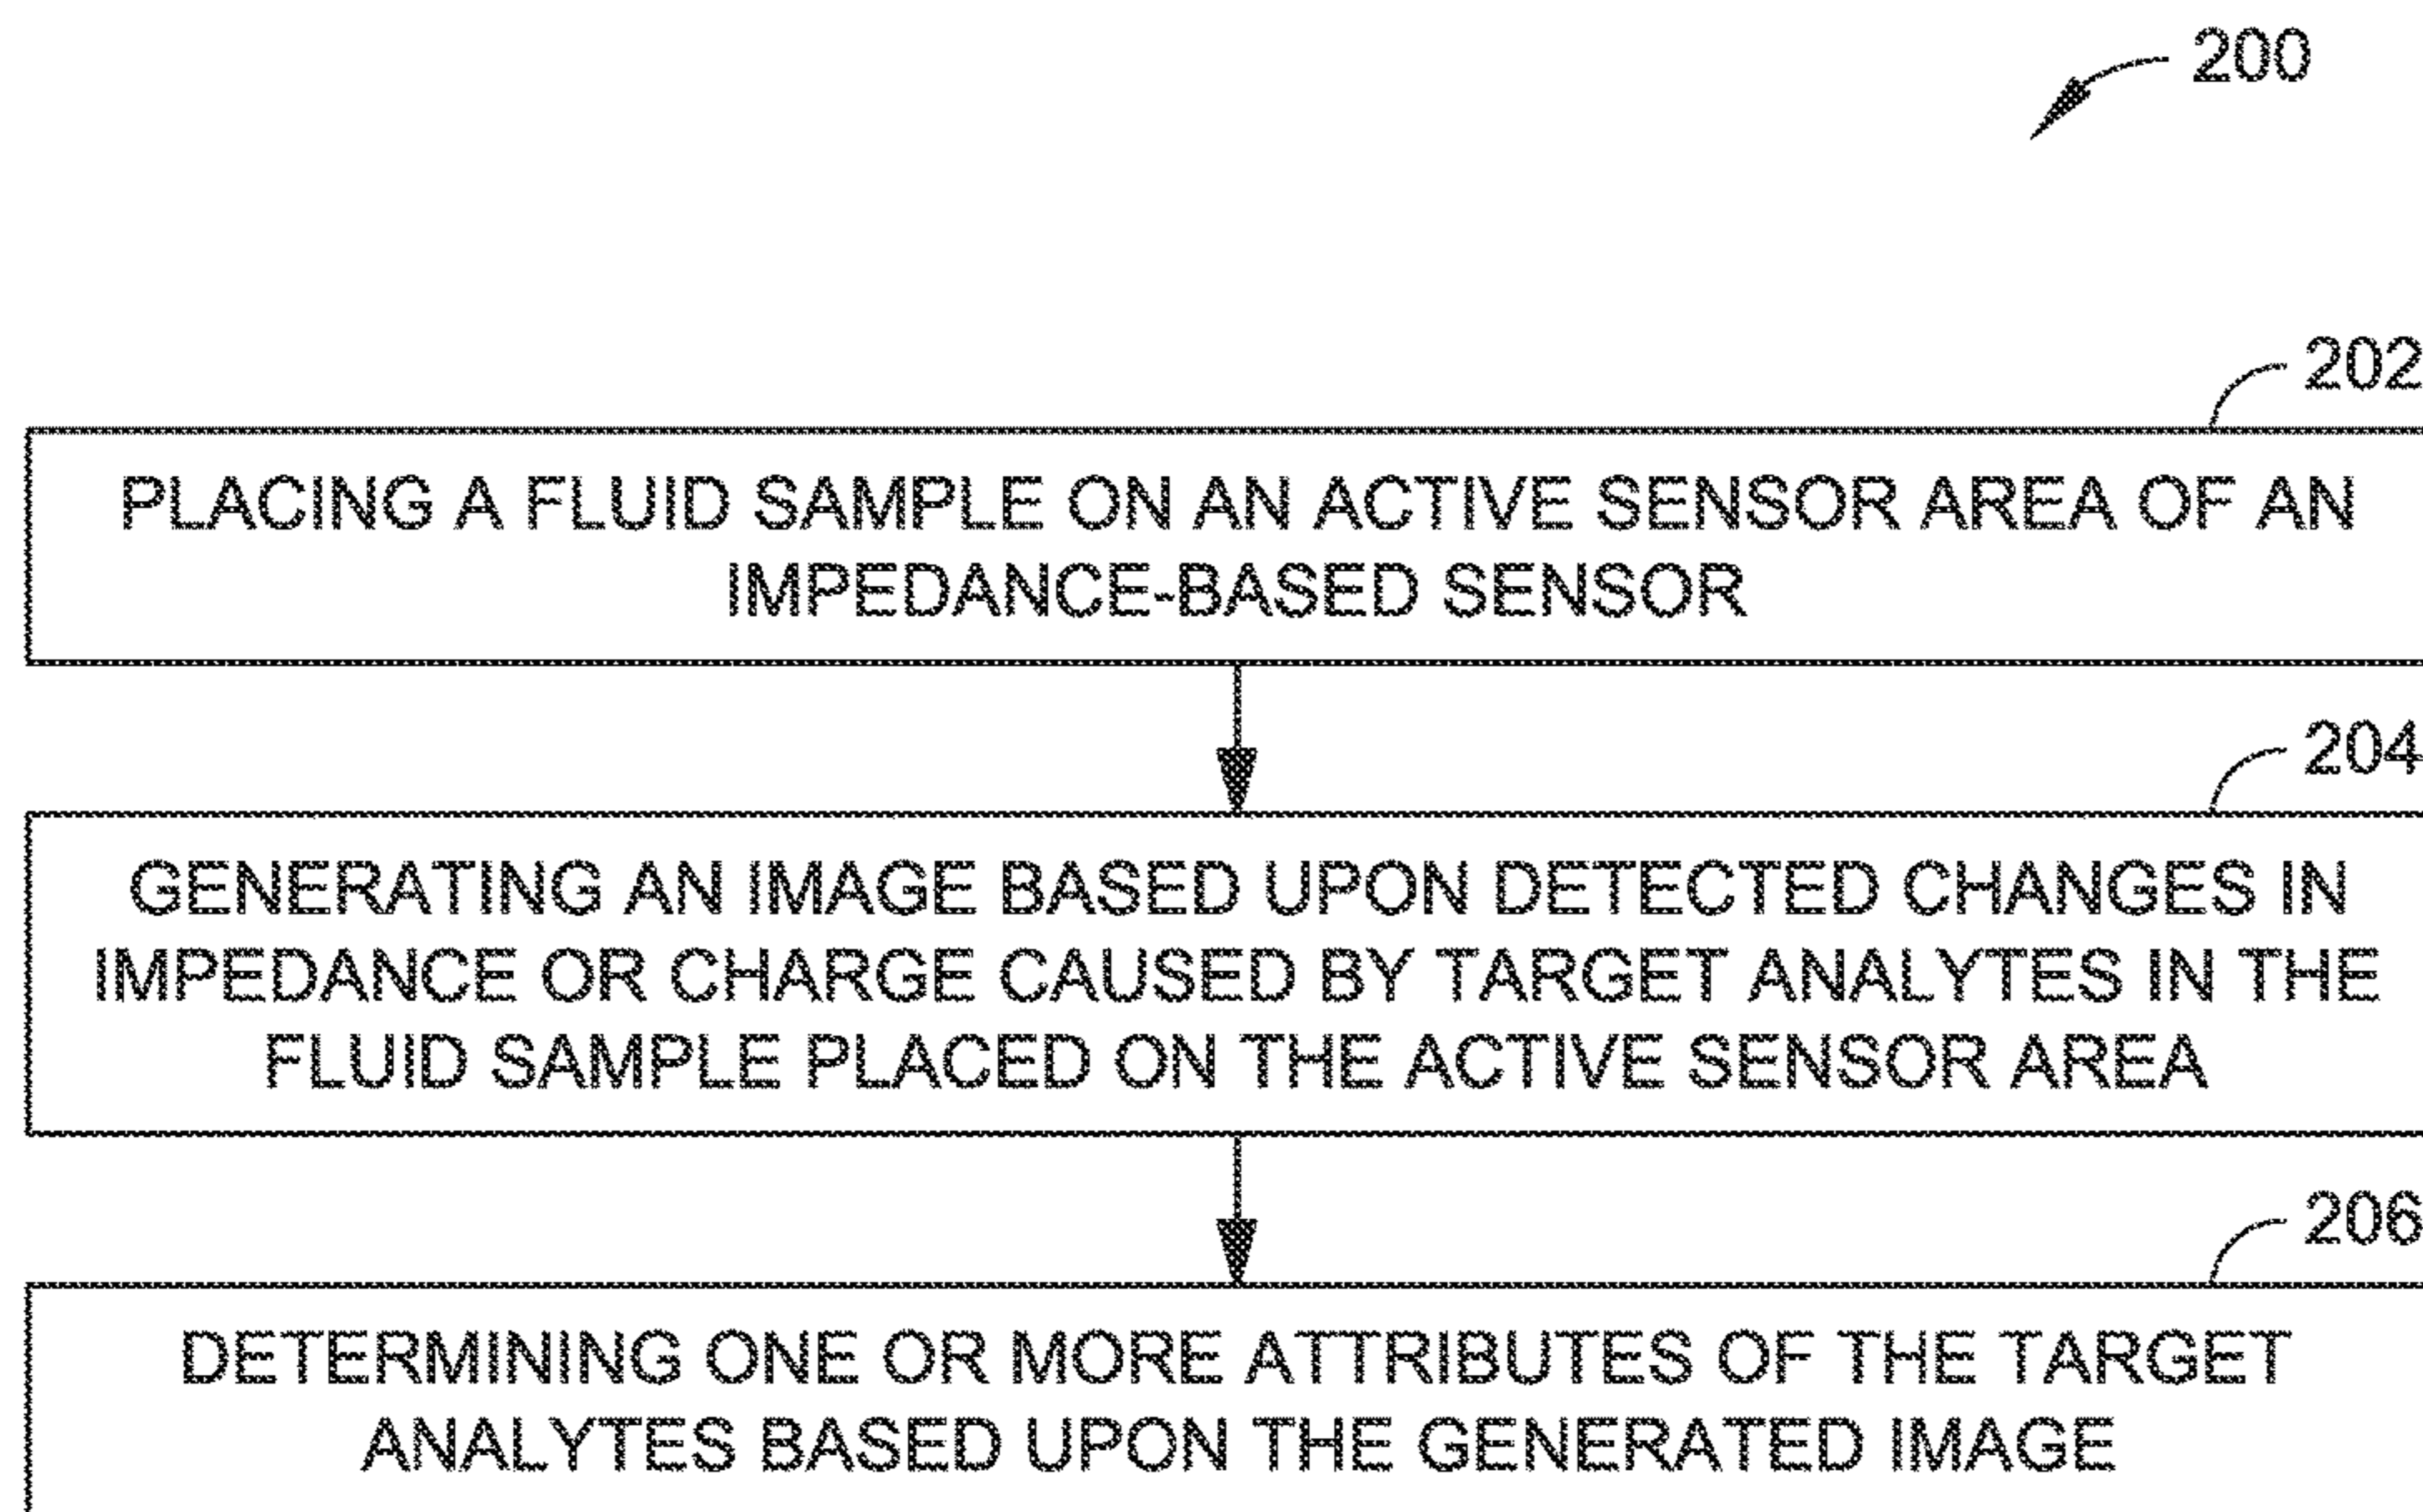 200
202
PLACING A FLUID SAMPLE ON AN ACTIVE SENSOR AREA OF AN
IMPEDANCE-BASED SENSOR
204
GENERATING AN IMAGE BASED UPON DETECTED CHANGES IN
IMPEDANCE OR CHARGE CAUSED BY TARGET ANALYTES IN THE
FLUID SAMPLE PLACED ON THE ACTIVE SENSOR AREA
206
DETERMINING ONE OR MORE ATTRIBUTES OF THE TARGET
ANALYTES BASED UPON THE GENERATED IMAGE